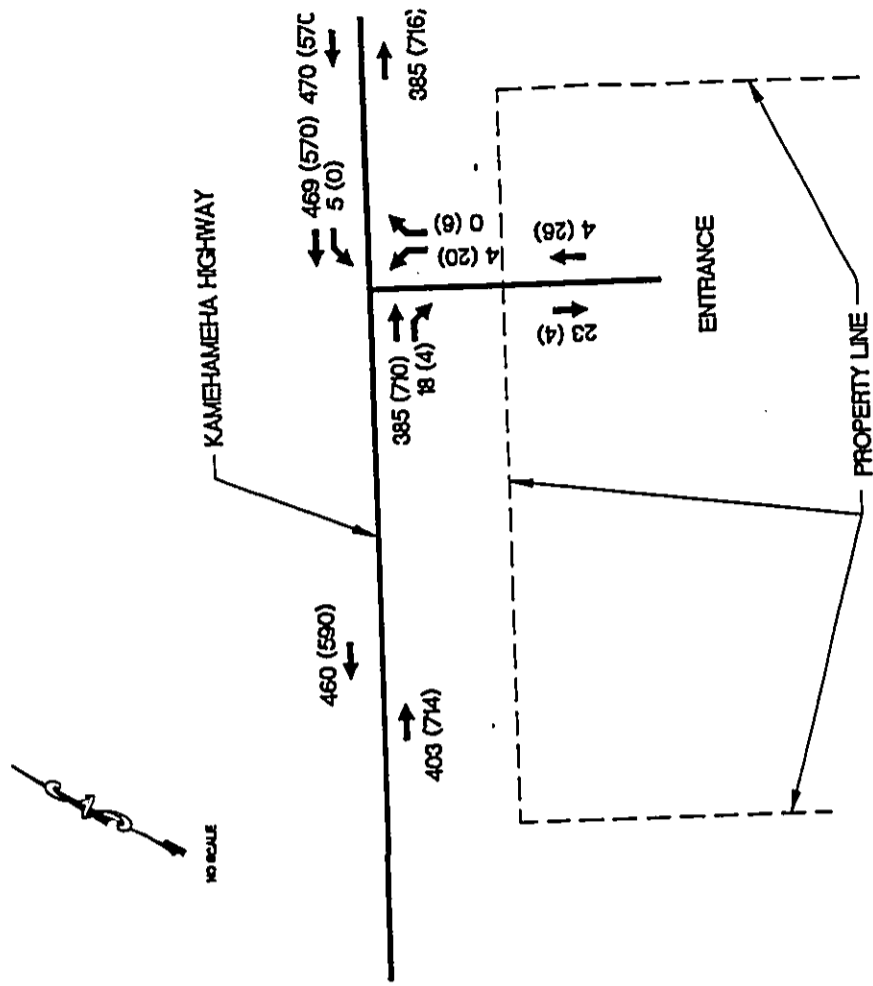 469 (570) 470 (570
5 (0)
385 (716)
KAMEHAMEHA HIGHWAY
0 (6)
4 (20)
4 (26)
385 (710)
18 (4)
23 (4)
ENTRANCE
460 (590)
403 (714)
PROPERTY LINE
NO SCALE